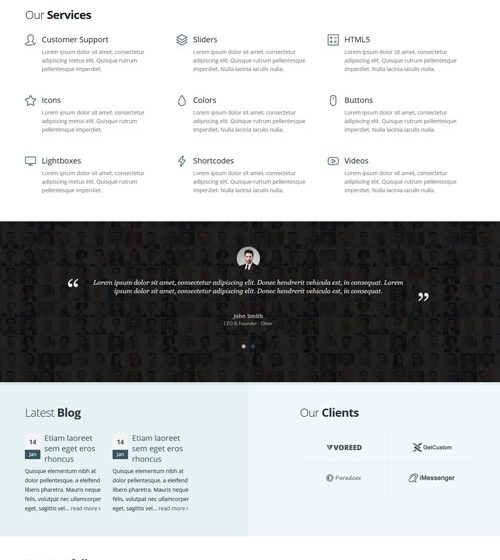 Our Services
Customer Support
Lorem ipsum dolor sit amet, consectetur
adipiscing metus elit. Quisque rutrum
pellentesque imperdiet.
Sliders
Lorem ipsum dolor sit amet, consectetur
adipiscing elit. Quisque rutrum pellentesque
imperdiet. Nulla lacinia iaculis nulla.
HTML5
Lorem ipsum dolor sit amet, consectetur
adipiscing elit. Quisque rutrum pellentesque
imperdiet. Nulla lacinia iaculis nulla.
Icons
Lorem ipsum dolor sit amet, consectetur
adipiscing metus elit. Quisque rutrum
pellentesque imperdiet.
Colors
Lorem ipsum dolor sit amet, consectetur
adipiscing elit. Quisque rutrum pellentesque
imperdiet. Nulla lacinia iaculis nulla.
Buttons
Lorem ipsum dolor sit amet, consectetur
adipiscing elit. Quisque rutrum pellentesque
imperdiet. Nulla lacinia iaculis nulla.
Lightboxes
Lorem ipsum dolor sit amet, consectetur
adipiscing metus elit. Quisque rutrum
pellentesque imperdiet.
Shortcodes
Lorem ipsum dolor sit amet, consectetur
adipiscing elit. Quisque rutrum pellentesque
imperdiet. Nulla lacinia iaculis nulla.
Videos
Lorem ipsum dolor sit amet, consectetur
adipiscing elit. Quisque rutrum pellentesque
imperdiet. Nulla lacinia iaculis nulla.
“ Lorem ipsum dolor sit amet, consectetur adipiscing elit. Donec hendrerit vehicula est, in consequat. Lorem
ipsum dolor sit amet, consectetur adipiscing elit. Donec hendrerit vehicula est, in consequat. ”
John Smith
CEO & Founder - Okler
Latest Blog
14
Jan
Etiam laoreet
sem eget eros
rhoncus
Quisque elementum nibh at
dolor pellentesque, a eleifend
libero pharetra. Mauris neque
felis, volutpat nec ullamcorper
eget, sagittis vel... read more ›
14
Jan
Etiam laoreet
sem eget eros
rhoncus
Quisque elementum nibh at
dolor pellentesque, a eleifend
libero pharetra. Mauris neque
felis, volutpat nec ullamcorper
eget, sagittis vel... read more ›
Our Clients
VOREED
GetCustom
Paralaxx
iMessenger